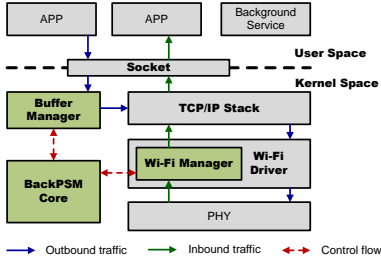 APP
APP
Background
Service
User Space
Socket
Kernel Space
Buffer
Manager
TCP/IP Stack
Wi-Fi Manager
Wi-Fi
Driver
BackPSM
Core
PHY
Outbound traffic
Inbound traffic
Control flow